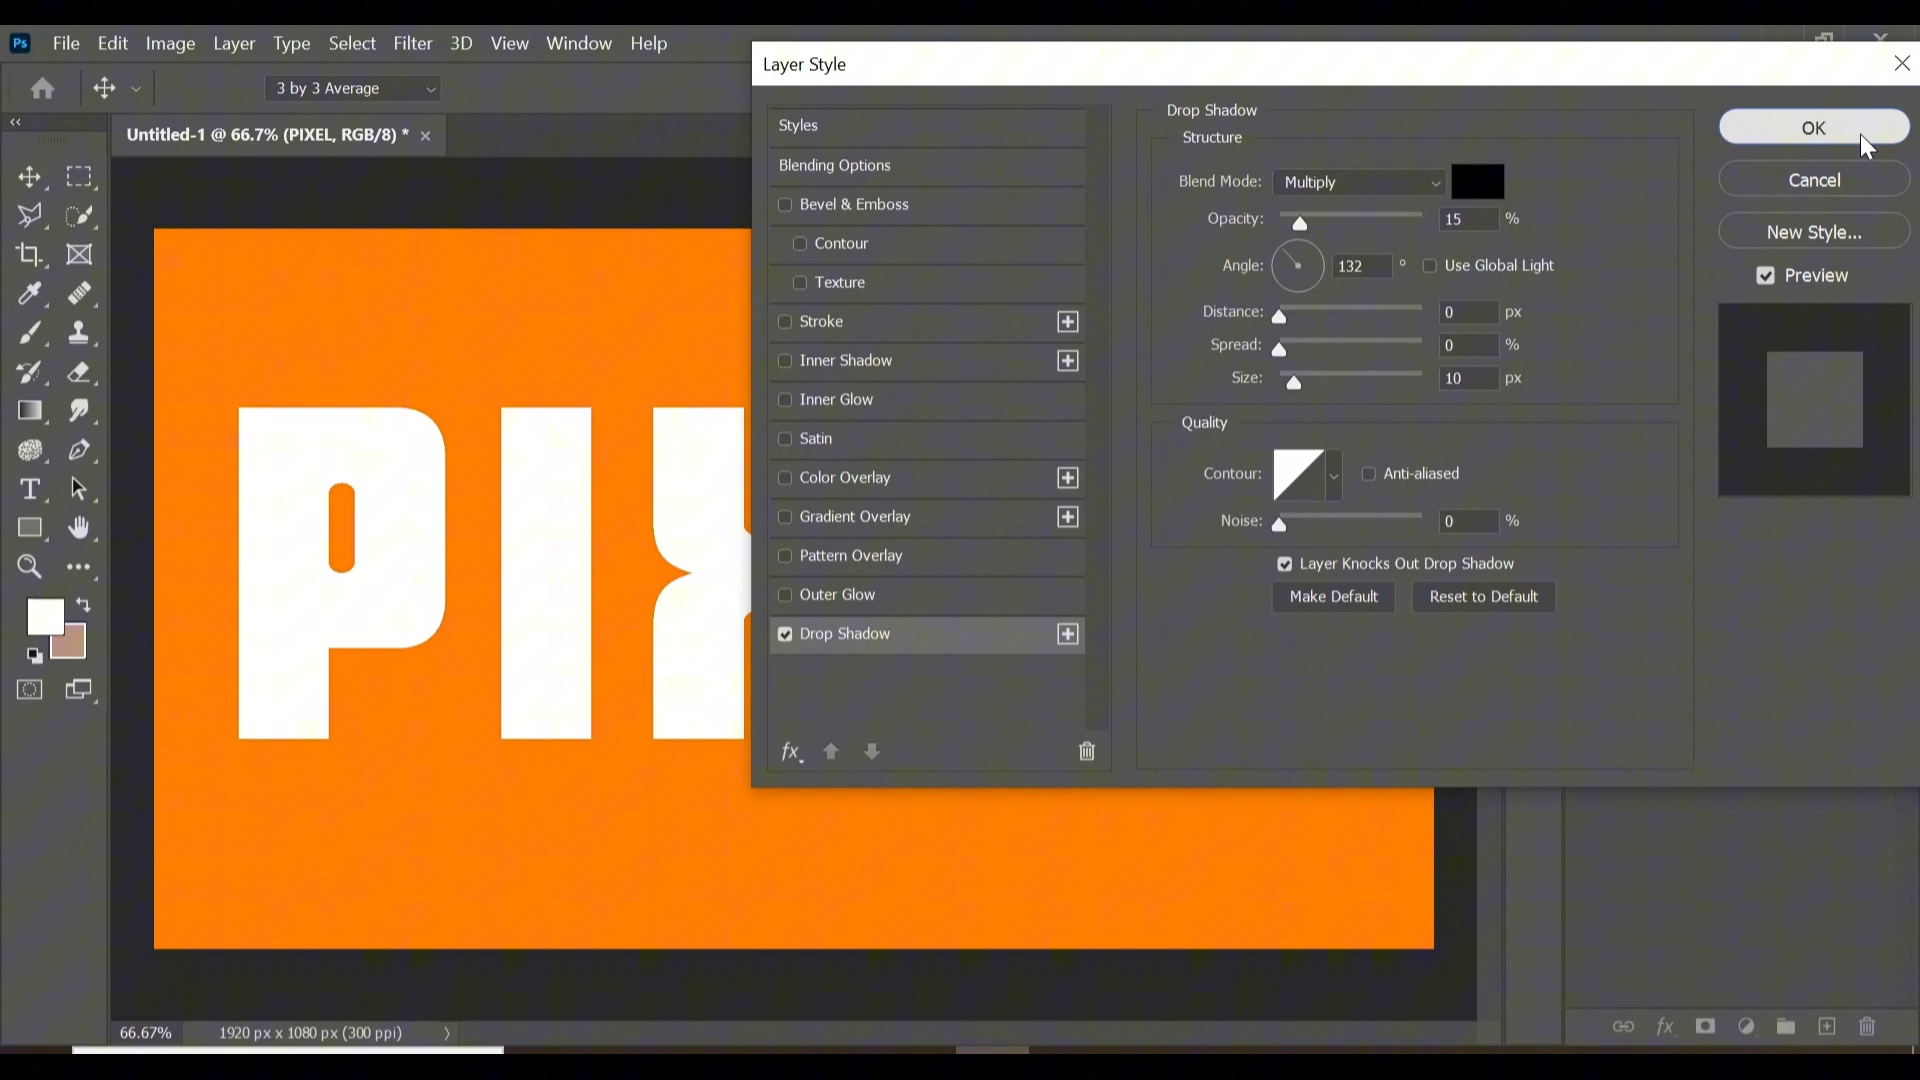 Ps File Edit Image Layer Type Select Filter 3D View Window Help
3 by 3 Average
Untitled-1 @ 66.7% (PIXEL, RGB/8) *
T
PIX
66.67% 1920 px x 1080 px (300 ppi)
Layer Style
Styles
Blending Options
Bevel & Emboss
Contour
Texture
Stroke
Inner Shadow
Inner Glow
Satin
Color Overlay
Gradient Overlay
Pattern Overlay
Outer Glow
Drop Shadow
fx
Drop Shadow
Structure
Blend Mode: Multiply
Opacity: 15 %
Angle: 132 ° Use Global Light
Distance: 0 px
Spread: 0 %
Size: 10 px
Quality
Contour: Anti-aliased
Noise: 0 %
Layer Knocks Out Drop Shadow
Make Default Reset to Default
OK
Cancel
New Style...
Preview
fx